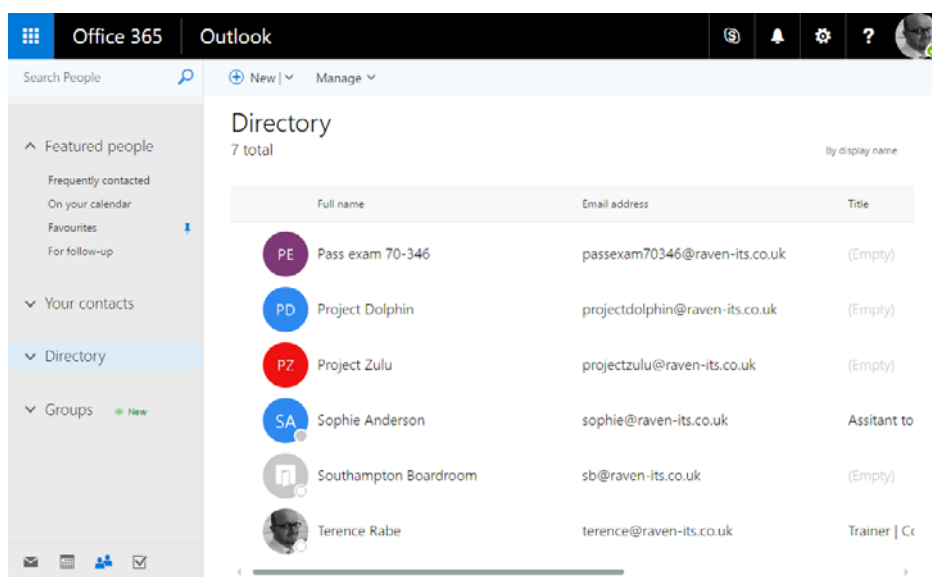 Office 365 Outlook
Search People
New
Manage
Featured people
Frequently contacted
On your calendar
Favourites
For follow-up
Your contacts
Directory
Groups New
Directory
7 total
By display name
Full name Email address Title
PE Pass exam 70-346 passexam70346@raven-its.co.uk (Empty)
PD Project Dolphin projectdolphin@raven-its.co.uk (Empty)
PZ Project Zulu projectzulu@raven-its.co.uk (Empty)
SA Sophie Anderson sophie@raven-its.co.uk Assitant to
Southampton Boardroom sb@raven-its.co.uk (Empty)
Terence Rabe terence@raven-its.co.uk Trainer |